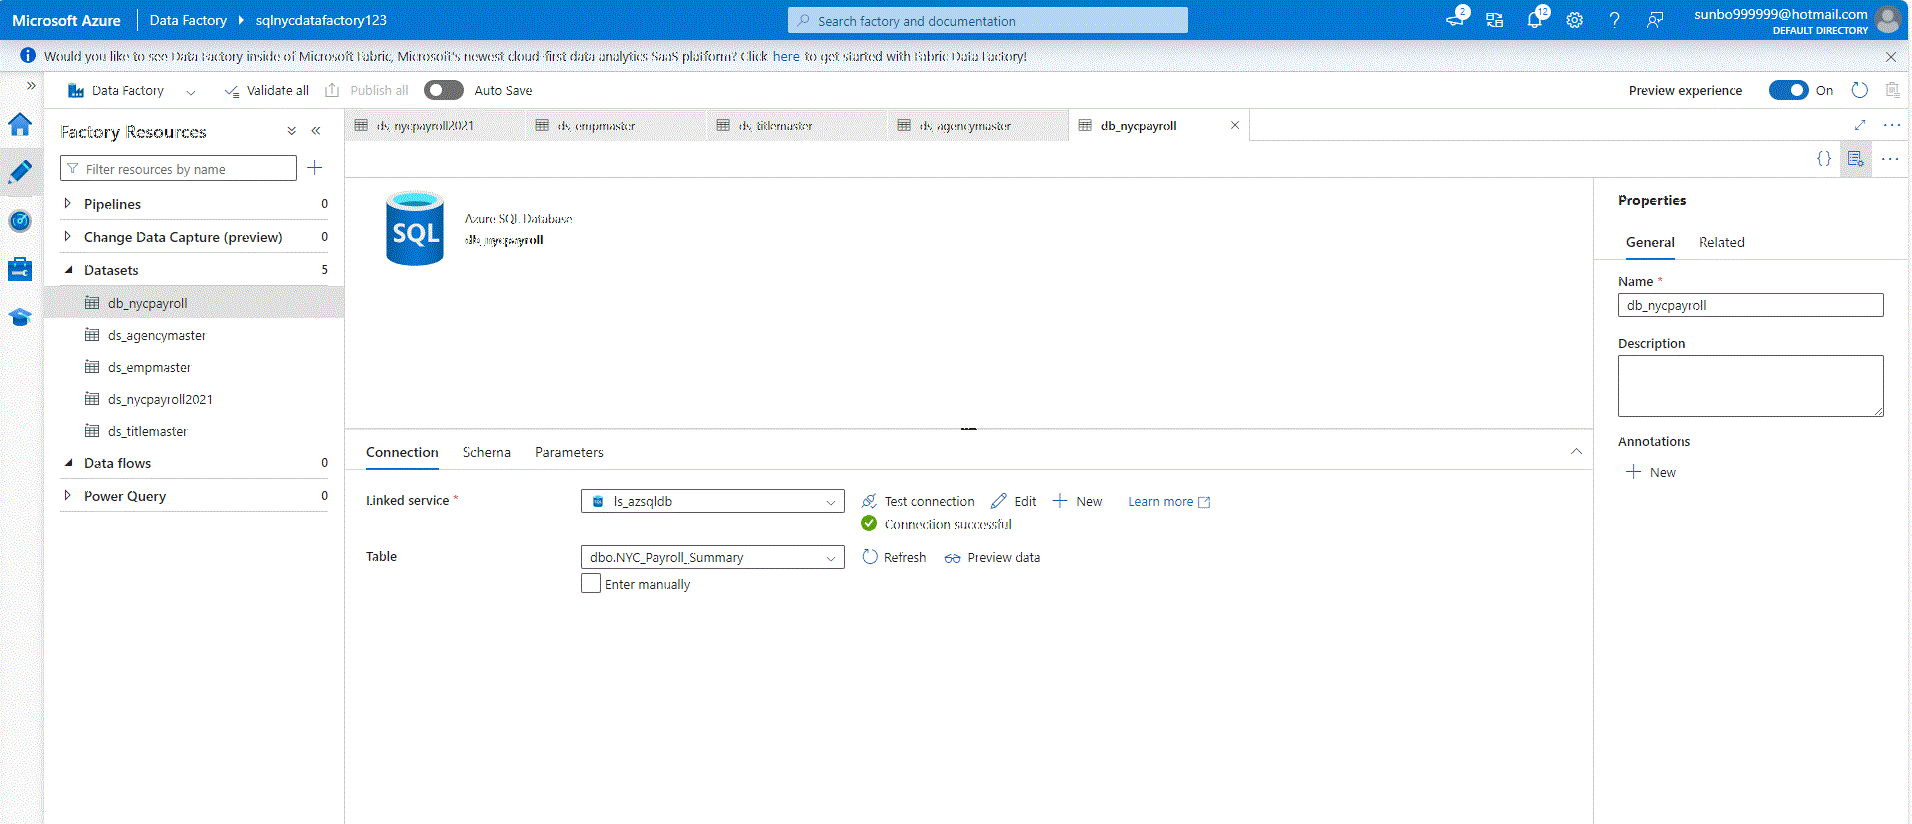 Microsoft Azure Data Factory sqlnycdatafactory123
Search factory and documentation
2
12
sunbo999999@hotmail.com
DEFAULT DIRECTORY
Would you like to see Data Factory inside of Microsoft Fabric, Microsoft's newest cloud-first data analytics SaaS platform? Click here to get started with Fabric Data Factory!
Data Factory
Validate all
Publish all
Auto Save
Preview experience
On
Factory Resources
Filter resources by name
Pipelines 0
Change Data Capture (preview) 0
Datasets 5
db_nycpayroll
ds_agencymaster
ds_empmaster
ds_nycpayroll2021
ds_titlemaster
Data flows 0
Power Query 0
ds_nycpayroll2021
ds_empmaster
ds_titlemaster
ds_agencymaster
db_nycpayroll
SQL
Azure SQL Database
db_nycpayroll
Connection
Schema
Parameters
Linked service *
ls_azsqldb
Test connection
Edit
New
Learn more
Connection successful
Table
dbo.NYC_Payroll_Summary
Refresh
Preview data
Enter manually
Properties
General
Related
Name *
db_nycpayroll
Description
Annotations
New